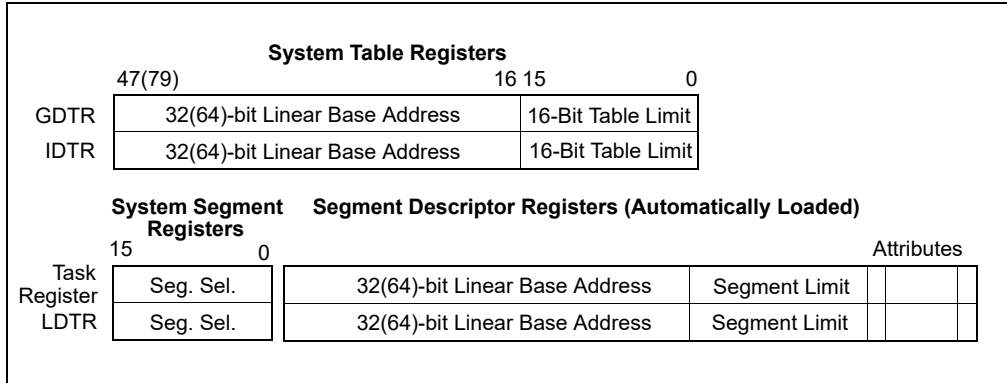 System Table Registers
47(79) 16 15 0
GDTR 32(64)-bit Linear Base Address 16-Bit Table Limit
IDTR 32(64)-bit Linear Base Address 16-Bit Table Limit
System Segment Segment Descriptor Registers (Automatically Loaded)
Registers
15 0 Attributes
Task
Register Seg. Sel. 32(64)-bit Linear Base Address Segment Limit
LDTR Seg. Sel. 32(64)-bit Linear Base Address Segment Limit